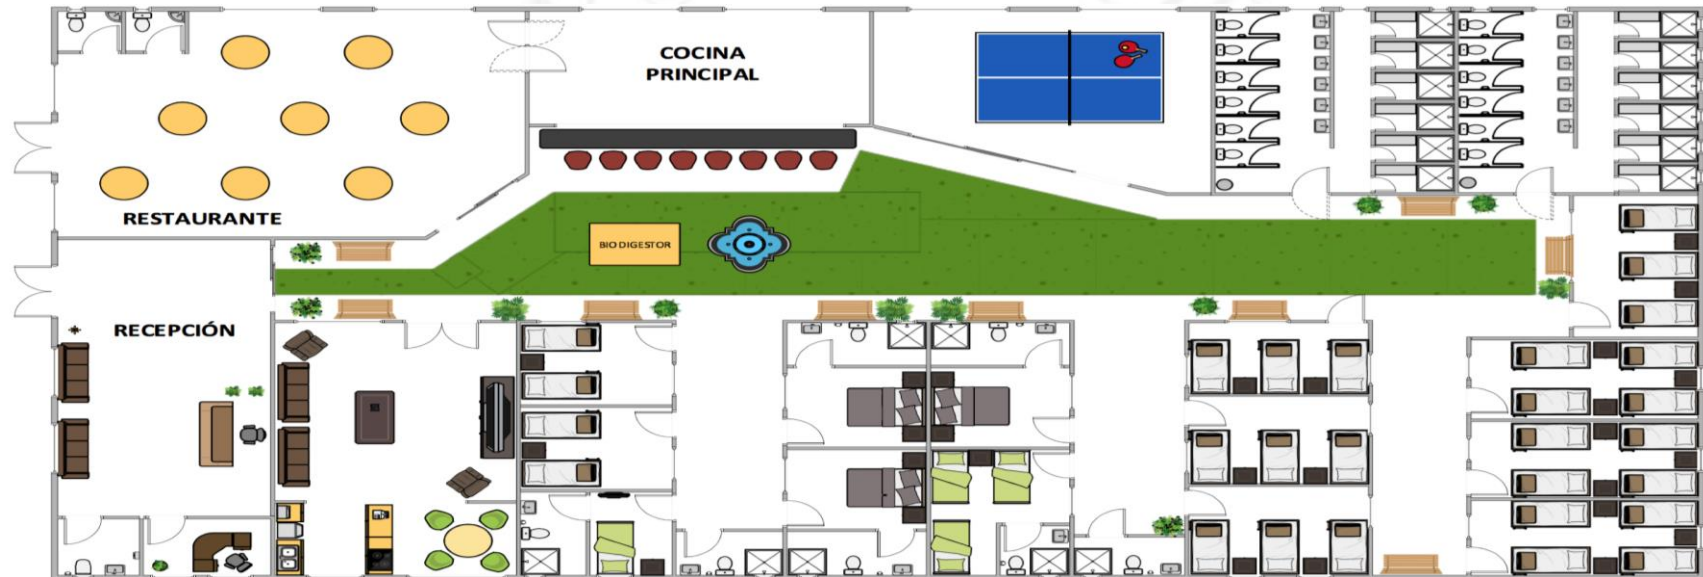 COCINA
PRINCIPAL
RESTAURANTE
BIODIGESTOR
RECEPCIÓN